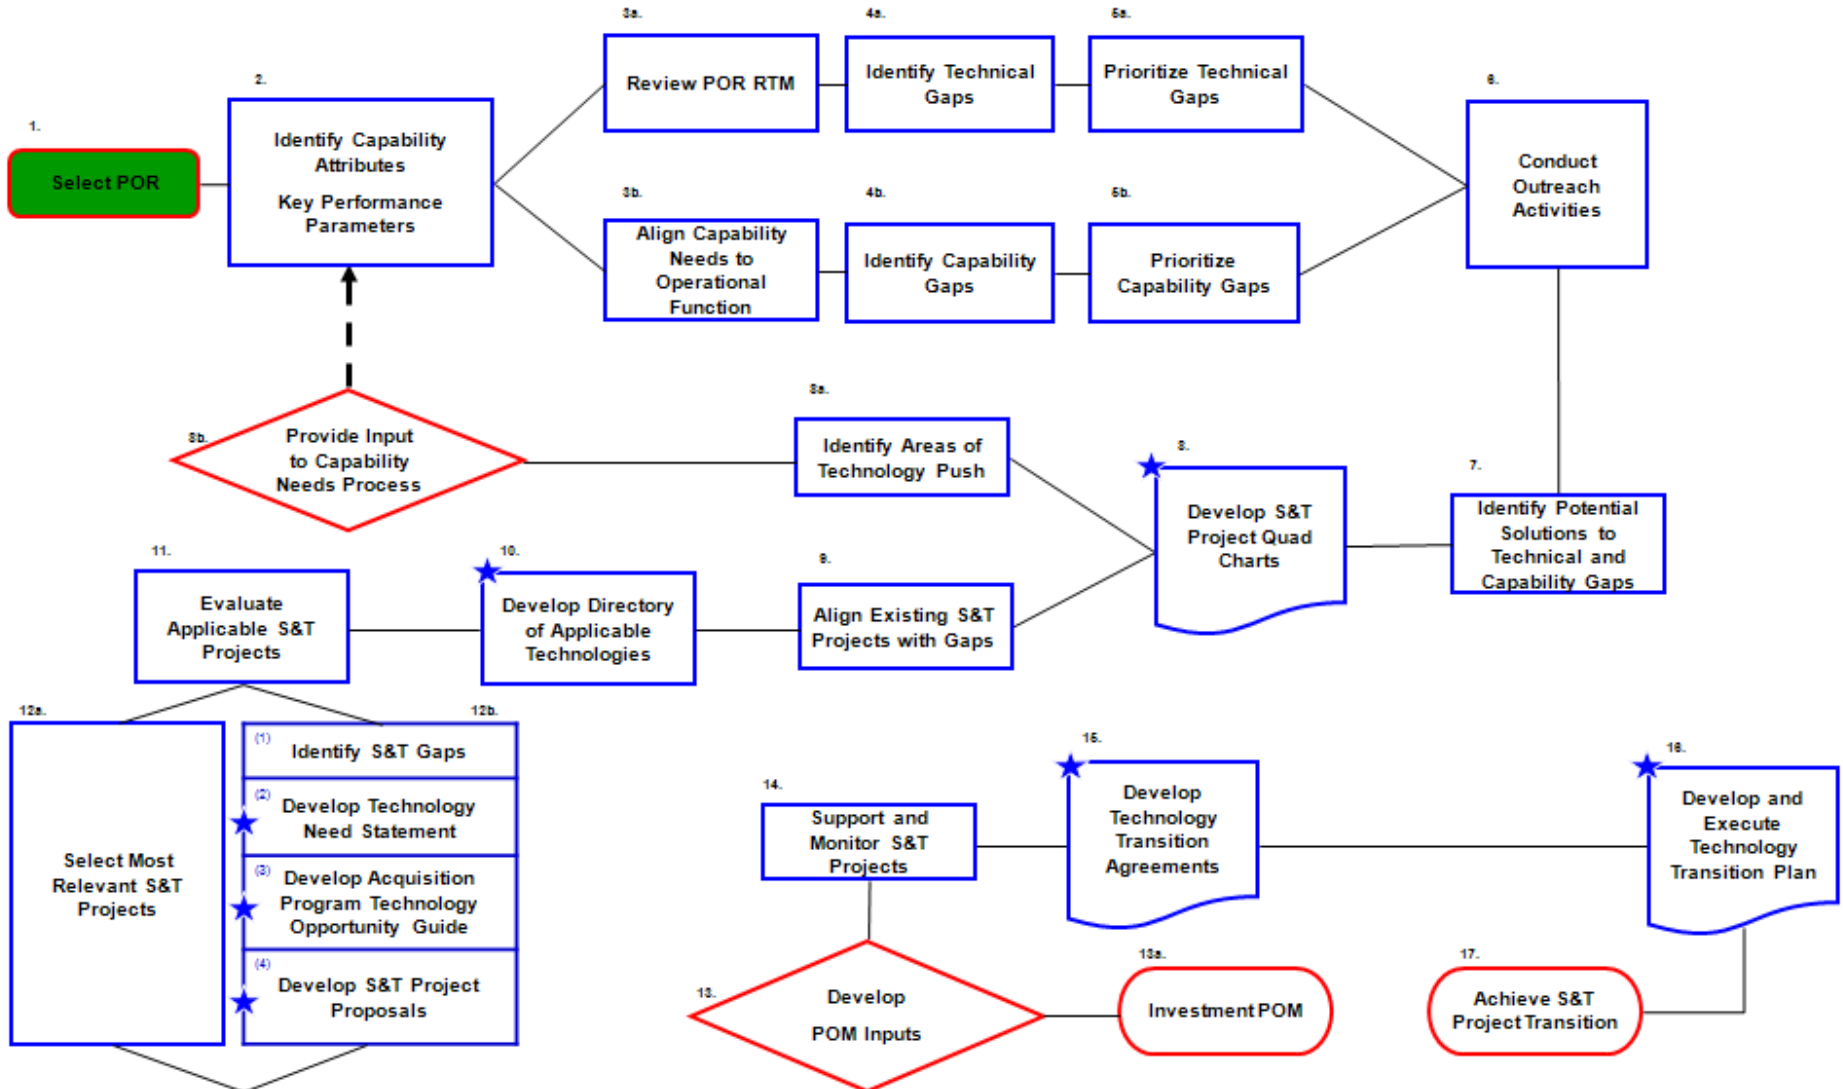 1.
Select POR
2.
Identify Capability
Attributes
Key Performance
Parameters
3a.
Review POR RTM
4a.
Identify Technical
Gaps
5a.
Prioritize Technical
Gaps
3b.
Align Capability
Needs to
Operational
Function
4b.
Identify Capability
Gaps
5b.
Prioritize
Capability Gaps
6.
Conduct
Outreach
Activities
7.
Identify Potential
Solutions to
Technical and
Capability Gaps
8.
Develop S&T
Project Quad
Charts
8a.
Identify Areas of
Technology Push
8b.
Provide Input
to Capability
Needs Process
9.
Align Existing S&T
Projects with Gaps
10.
Develop Directory
of Applicable
Technologies
11.
Evaluate
Applicable S&T
Projects
12a.
Select Most
Relevant S&T
Projects
12b.
(1)
Identify S&T Gaps
(2)
Develop Technology
Need Statement
(3)
Develop Acquisition
Program Technology
Opportunity Guide
(4)
Develop S&T Project
Proposals
13.
Develop
POM Inputs
13a.
Investment POM
14.
Support and
Monitor S&T
Projects
15.
Develop
Technology
Transition
Agreements
16.
Develop and
Execute
Technology
Transition Plan
17.
Achieve S&T
Project Transition